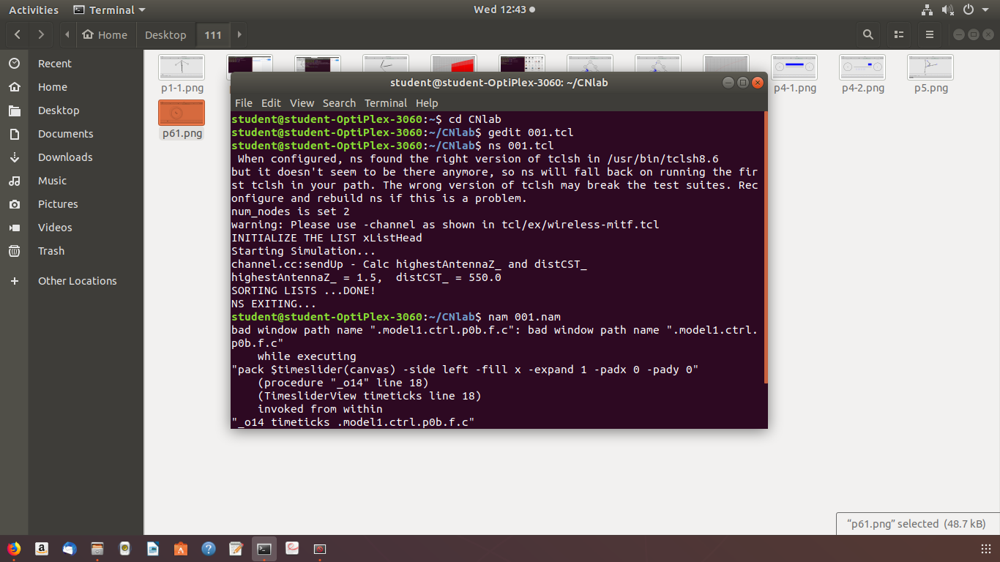 Activities Terminal Wed 12:43
Home Desktop 111
Recent
Home
Desktop
Documents
Downloads
Music
Pictures
Videos
Trash
Other Locations
p1-1.png p4-1.png p4-2.png p5.png
p61.png
student@student-OptiPlex-3060: ~/CNlab
File Edit View Search Terminal Help
student@student-OptiPlex-3060:~$ cd CNlab
student@student-OptiPlex-3060:~/CNlab$ gedit 001.tcl
student@student-OptiPlex-3060:~/CNlab$ ns 001.tcl
When configured, ns found the right version of tclsh in /usr/bin/tclsh8.6
but it doesn't seem to be there anymore, so ns will fall back on running the fir
st tclsh in your path. The wrong version of tclsh may break the test suites. Rec
onfigure and rebuild ns if this is a problem.
num_nodes is set 2
warning: Please use -channel as shown in tcl/ex/wireless-mitf.tcl
INITIALIZE THE LIST xListHead
Starting Simulation...
channel.cc:sendUp - Calc highestAntennaZ_ and distCST_
highestAntennaZ_ = 1.5,  distCST_ = 550.0
SORTING LISTS ...DONE!
NS EXITING...
student@student-OptiPlex-3060:~/CNlab$ nam 001.nam
bad window path name ".model1.ctrl.p0b.f.c": bad window path name ".model1.ctrl.
p0b.f.c"
    while executing
"pack $timeslider(canvas) -side left -fill x -expand 1 -padx 0 -pady 0"
    (procedure "_o14" line 18)
    (TimesliderView timeticks line 18)
    invoked from within
"_o14 timeticks .model1.ctrl.p0b.f.c"
“p61.png” selected (48.7 kB)